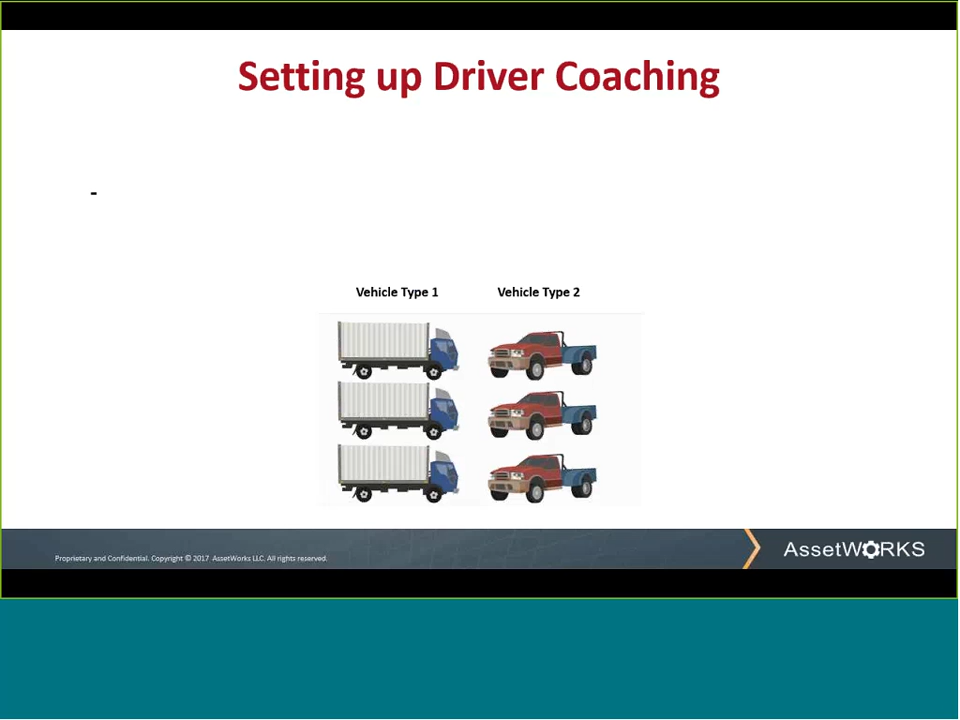 Setting up Driver Coaching
-
Vehicle Type 1 Vehicle Type 2
Proprietary and Confidential. Copyright © 2017 AssetWorks LLC. All rights reserved.
AssetWORKS